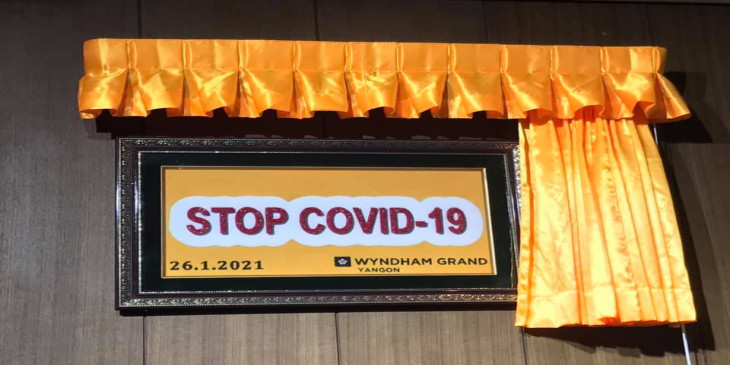 STOP COVID-19
26.1.2021
WYNDHAM GRAND
YANGON